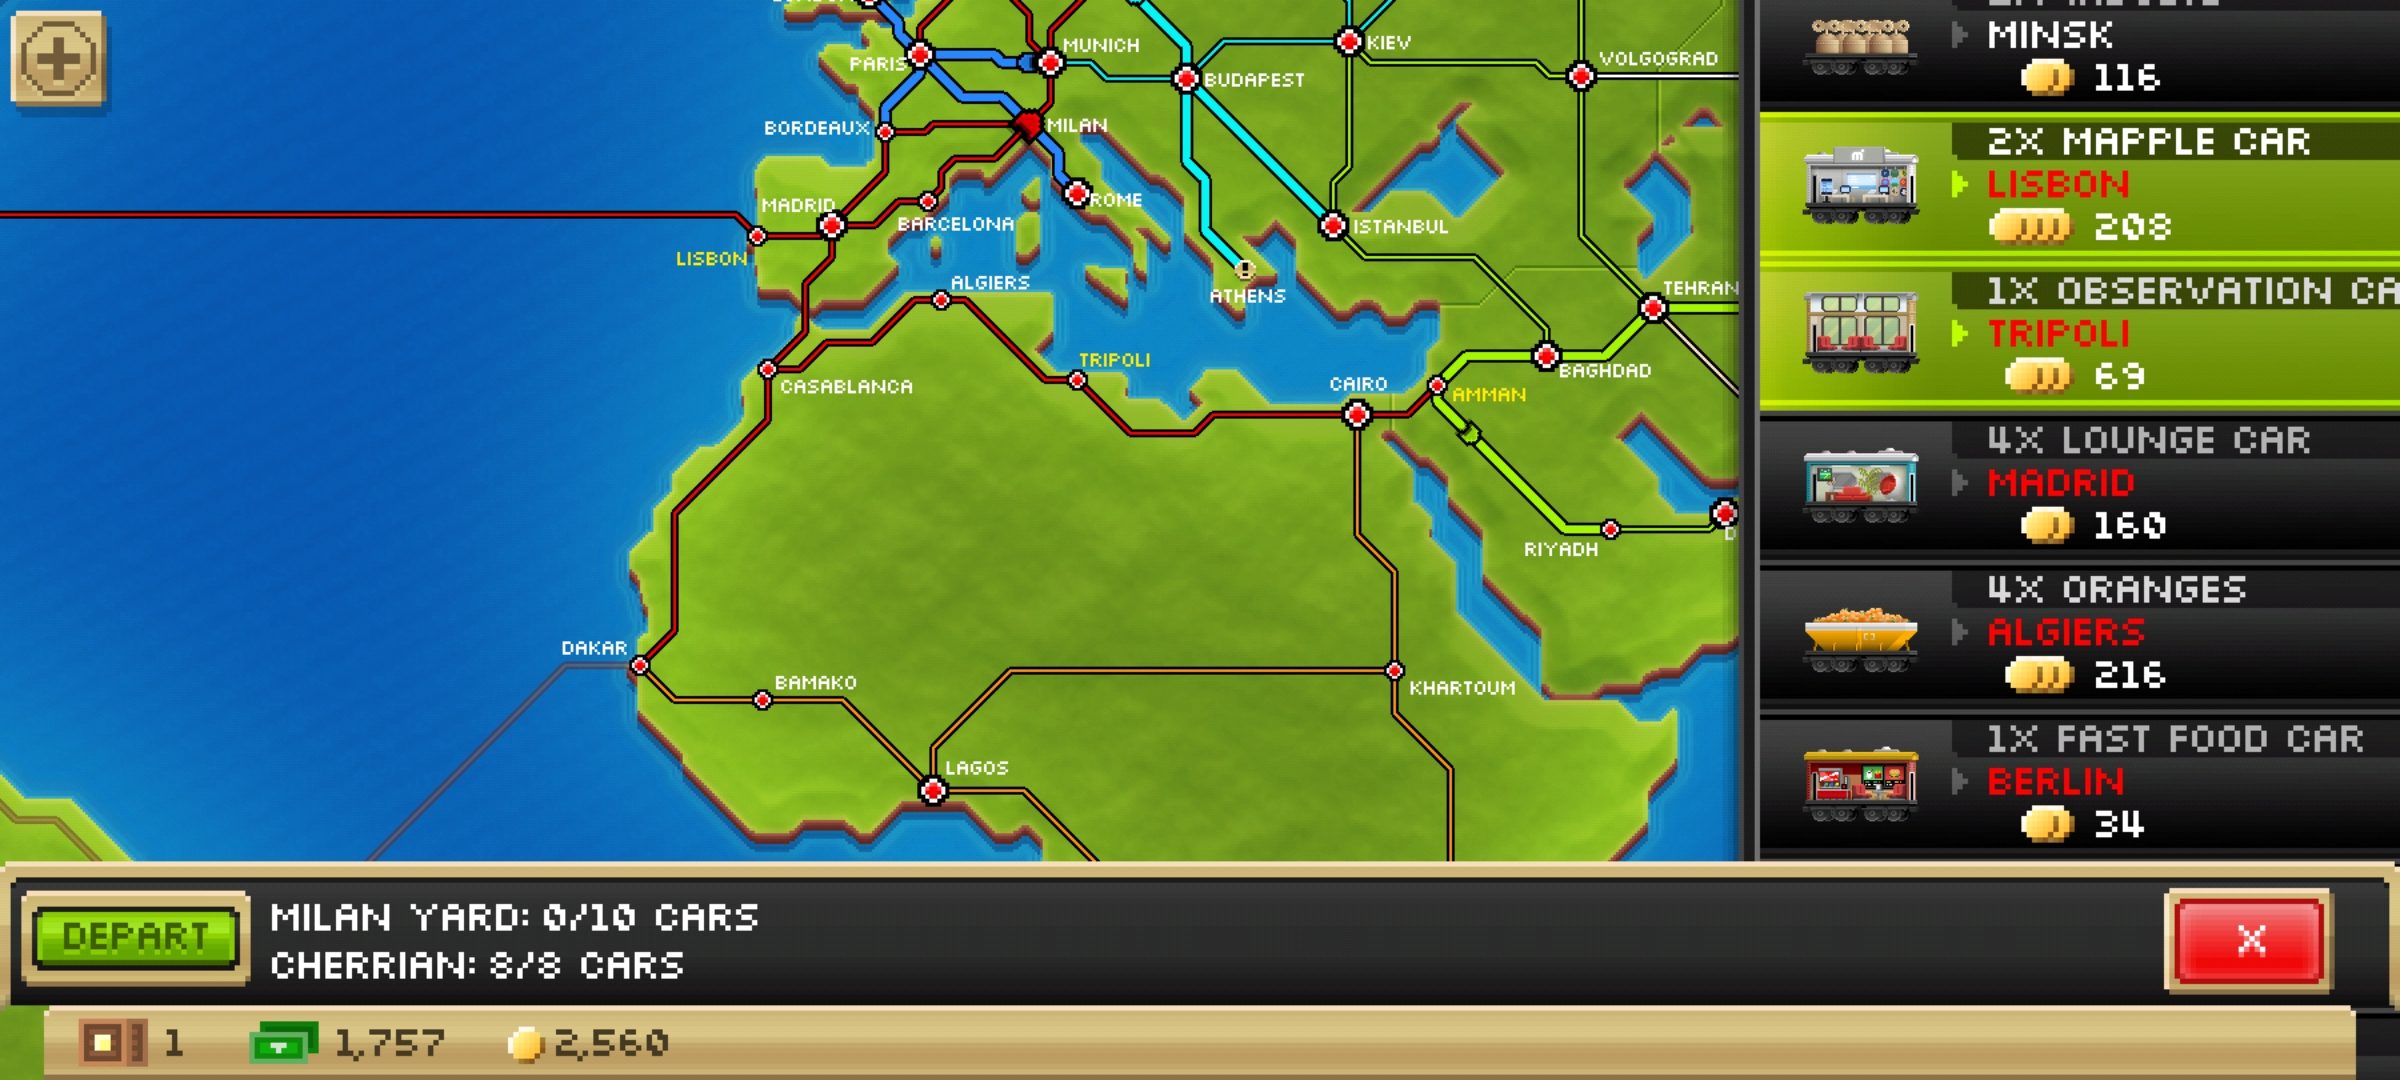 MUNICH
KIEV
VOLGOGRAD
PARIS
BUDAPEST
BORDEAUX
MILAN
MADRID
ROME
BARCELONA
ISTANBUL
LISBON
ALGIERS
ATHENS
TEHRAN
TRIPOLI
CASABLANCA
CAIRO
BAGHDAD
AMMAN
RIYADH
DAKAR
BAMAKO
KHARTOUM
LAGOS
MINSK
116
2X MAPPLE CAR
LISBON
208
1X OBSERVATION CA
TRIPOLI
69
4X LOUNGE CAR
MADRID
160
4X ORANGES
ALGIERS
216
1X FAST FOOD CAR
BERLIN
34
DEPART
MILAN YARD: 0/10 CARS
CHERRIAN: 8/8 CARS
X
1
1,757
2,560